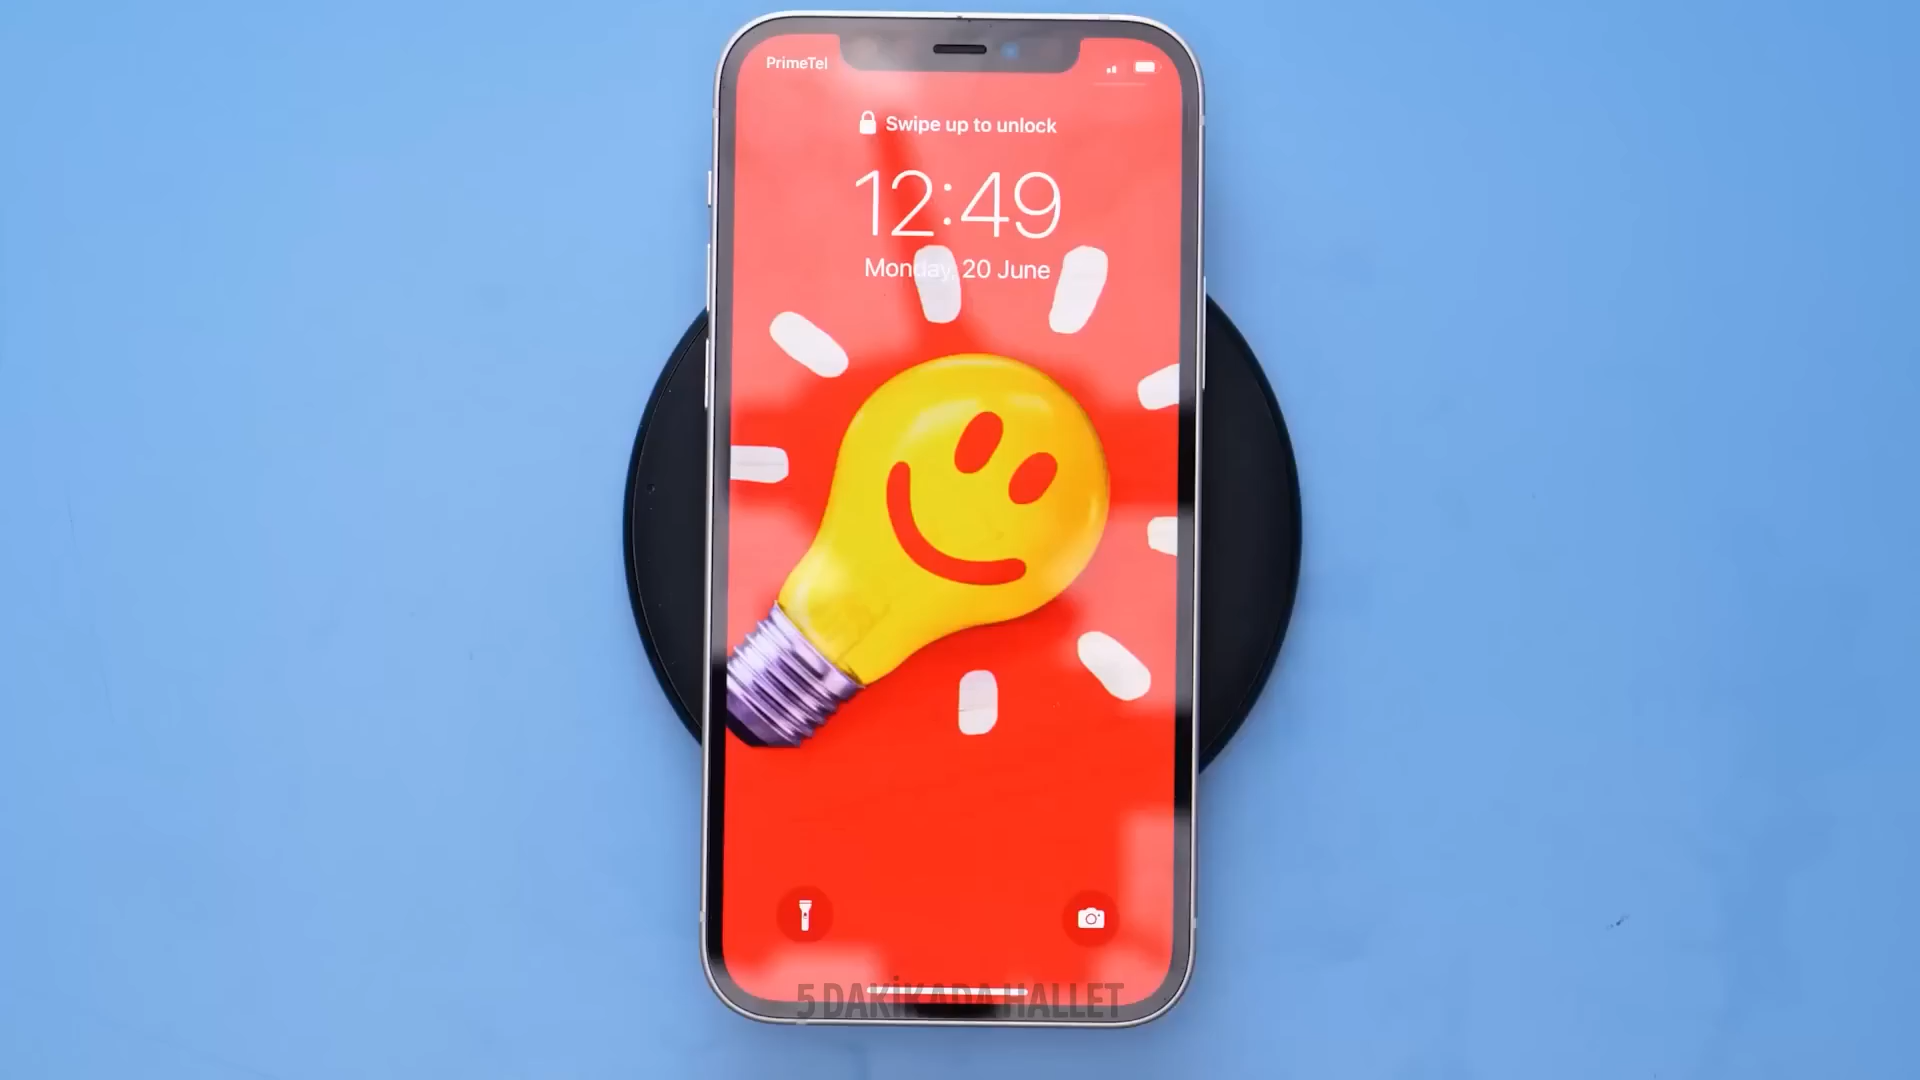 PrimeTel
Swipe up to unlock
12:49
Monday, 20 June
5 DAKİKADA HALLET